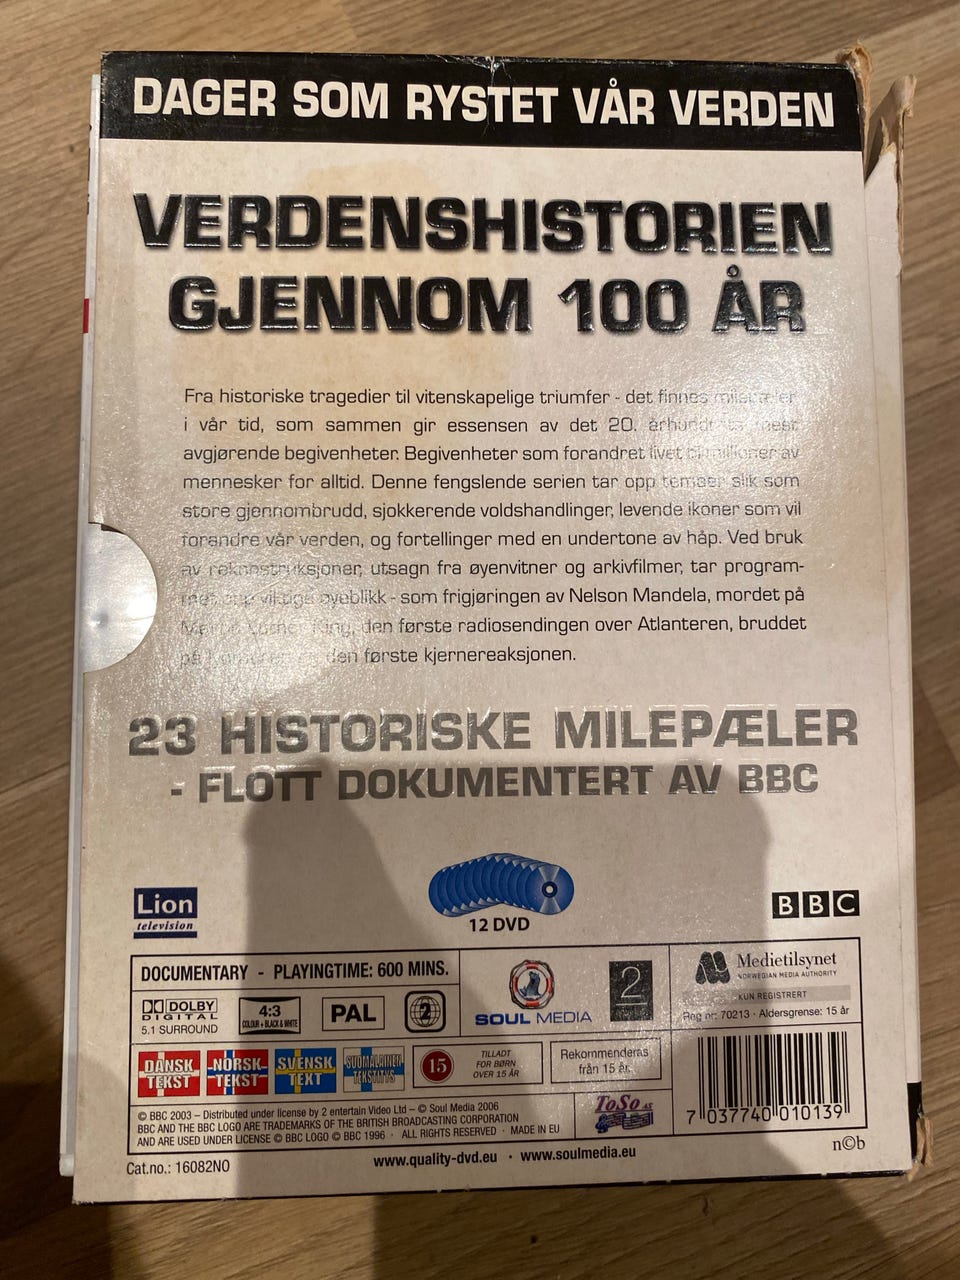 DAGER SOM RYSTET VÅR VERDEN
VERDENSHISTORIEN
GJENNOM 100 ÅR
Fra historiske tragedier til vitenskapelige triumfer - det finnes milepæler
i vår tid, som sammen gir essensen av det 20. århundrets mest
avgjørende begivenheter. Begivenheter som forandret livet til millioner av
mennesker for alltid. Denne fengslende serien tar opp temaer slik som
store gjennombrudd, sjokkerende voldshandlinger, levende ikoner som vil
forandre vår verden, og fortellinger med en undertone av håp. Ved bruk
av rekonstruksjoner, utsagn fra øyenvitner og arkivfilmer, tar program-
met opp viktige øyeblikk - som frigjøringen av Nelson Mandela, mordet på
Martin Luther King, den første radiosendingen over Atlanteren, bruddet
på den første kjernereaksjonen.
23 HISTORISKE MILEPÆLER
- FLOTT DOKUMENTERT AV BBC
Lion
television
12 DVD
BBC
DOCUMENTARY - PLAYINGTIME: 600 MINS.
DOLBY
DIGITAL
5.1 SURROUND
4:3
COLOUR + BLACK & WHITE
PAL
2
SOUL MEDIA
2
Medietilsynet
NORWEGIAN MEDIA AUTHORITY
KUN REGISTRERT
Reg nr: 70213 · Aldersgrense: 15 år
DANSK
TEKST
NORSK
TEKST
SVENSK
TEXT
SUOMALAINEN
TEKSTITYS
15
TILLADT
FOR BØRN
OVER 15 ÅR
Rekommenderas
från 15 år.
7 037740 010139
© BBC 2003 – Distributed under license by 2 entertain Video Ltd – © Soul Media 2006
BBC AND THE BBC LOGO ARE TRADEMARKS OF THE BRITISH BROADCASTING CORPORATION
AND ARE USED UNDER LICENSE © BBC LOGO © BBC 1996 · ALL RIGHTS RESERVED · MADE IN EU
ToSo AS
n©b
Cat.no.: 16082NO
www.quality-dvd.eu · www.soulmedia.eu